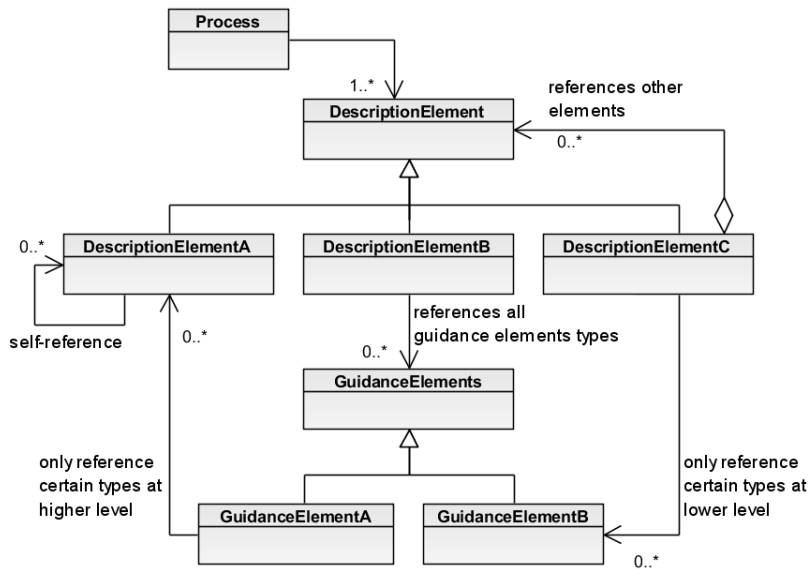 Process
1..*
references other
elements
DescriptionElement
0..*
0..*
DescriptionElementA
DescriptionElementB
DescriptionElementC
references all
guidance elements types
self-reference
0..*
0..*
GuidanceElements
only reference
certain types at
higher level
only reference
certain types at
lower level
GuidanceElementA
GuidanceElementB
0..*